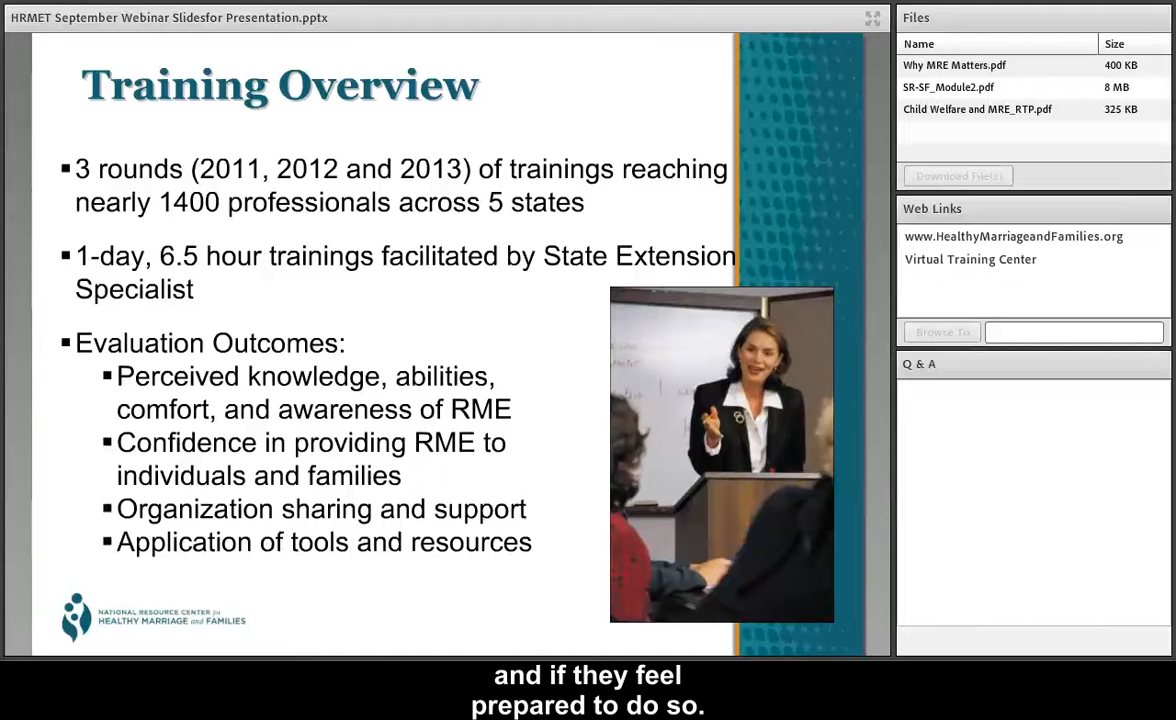 HRMET September Webinar Slidesfor Presentation.pptx
Training Overview
▪3 rounds (2011, 2012 and 2013) of trainings reaching
nearly 1400 professionals across 5 states
▪1-day, 6.5 hour trainings facilitated by State Extension
Specialist
▪Evaluation Outcomes:
▪Perceived knowledge, abilities,
comfort, and awareness of RME
▪Confidence in providing RME to
individuals and families
▪Organization sharing and support
▪Application of tools and resources
NATIONAL RESOURCE CENTER for
HEALTHY MARRIAGE and FAMILIES
Files
Name Size
Why MRE Matters.pdf 400 KB
SR-SF_Module2.pdf 8 MB
Child Welfare and MRE_RTP.pdf 325 KB
Download File(s)
Web Links
www.HealthyMarriageandFamilies.org
Virtual Training Center
Browse To
Q & A
and if they feel
prepared to do so.